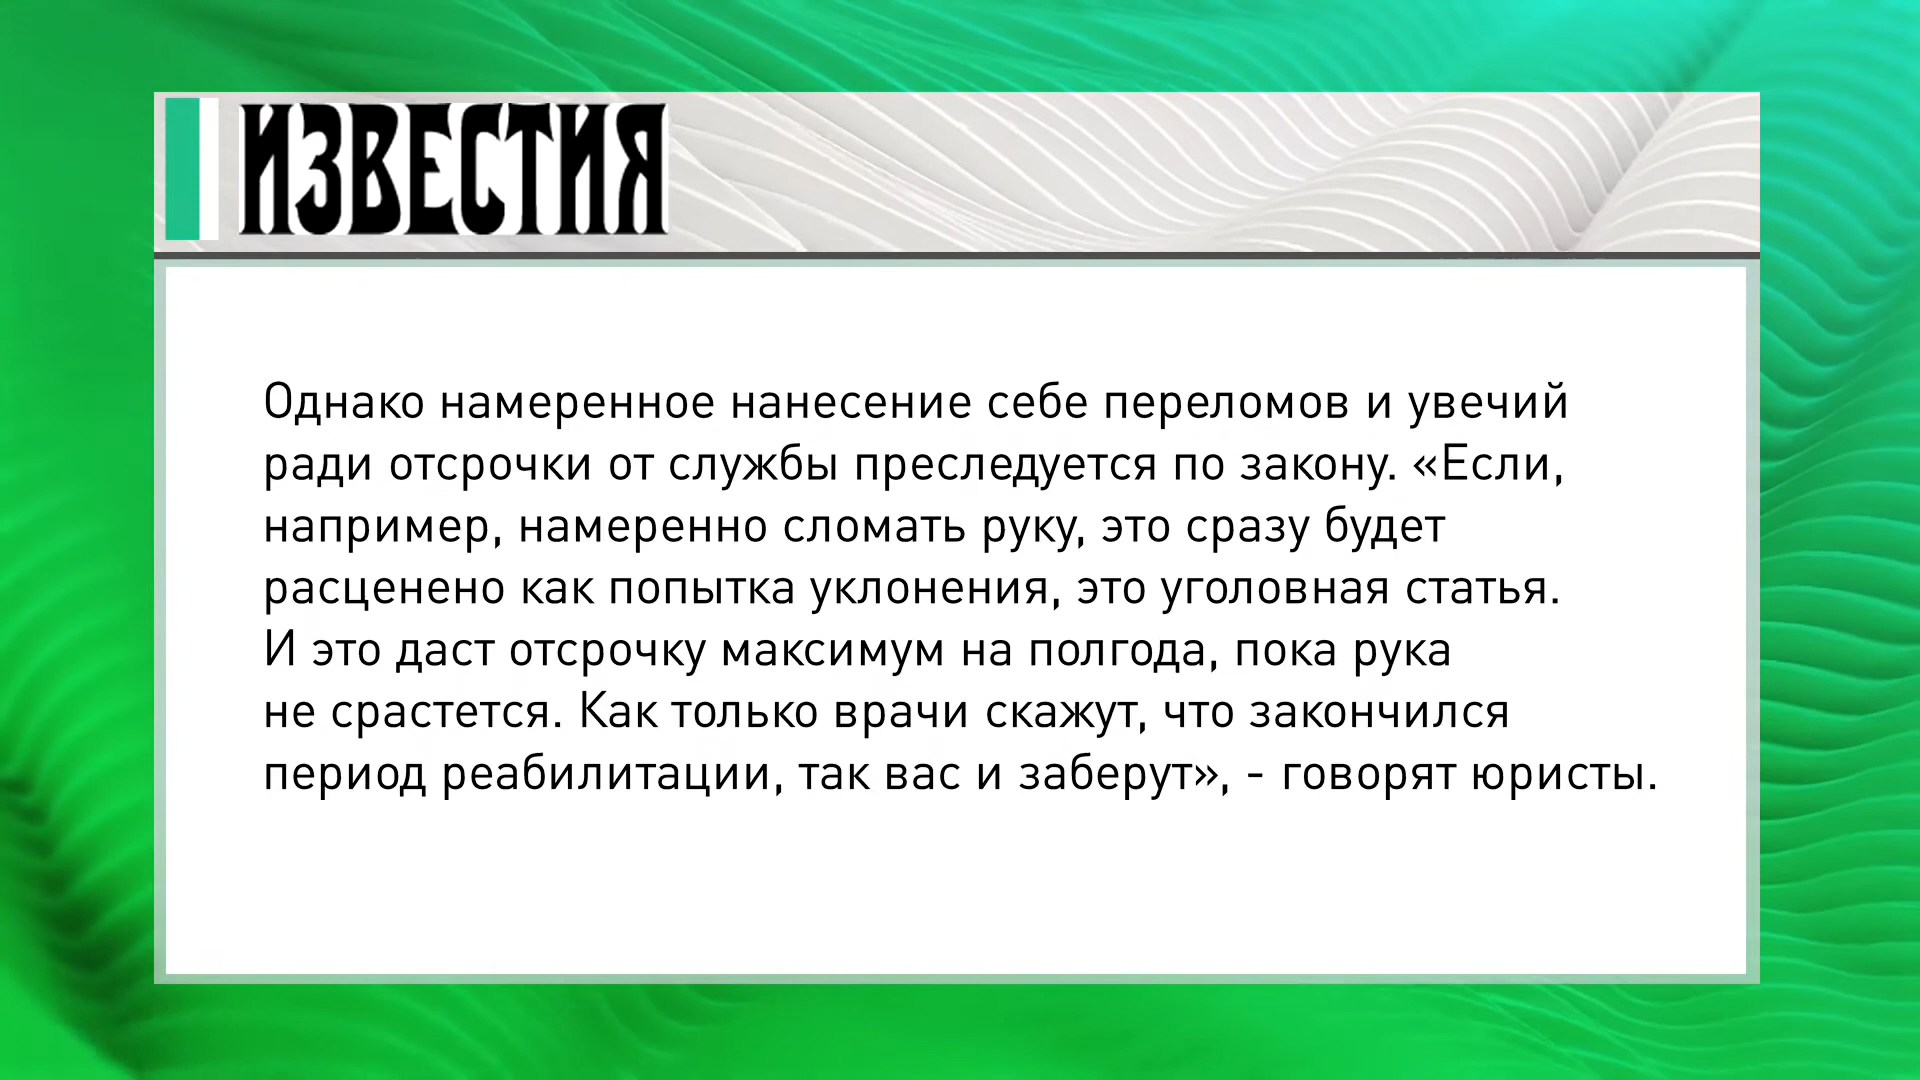 ИЗВЕСТИЯ
Однако намеренное нанесение себе переломов и увечий
ради отсрочки от службы преследуется по закону. «Если,
например, намеренно сломать руку, это сразу будет
расценено как попытка уклонения, это уголовная статья.
И это даст отсрочку максимум на полгода, пока рука
не срастется. Как только врачи скажут, что закончился
период реабилитации, так вас и заберут», - говорят юристы.